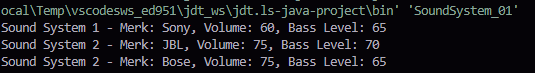 ocal\Temp\vscodesws_ed951\jdt_ws\jdt.ls-java-project\bin' 'SoundSystem_01'
Sound System 1 - Merk: Sony, Volume: 60, Bass Level: 65
Sound System 2 - Merk: JBL, Volume: 75, Bass Level: 70
Sound System 2 - Merk: Bose, Volume: 75, Bass Level: 65